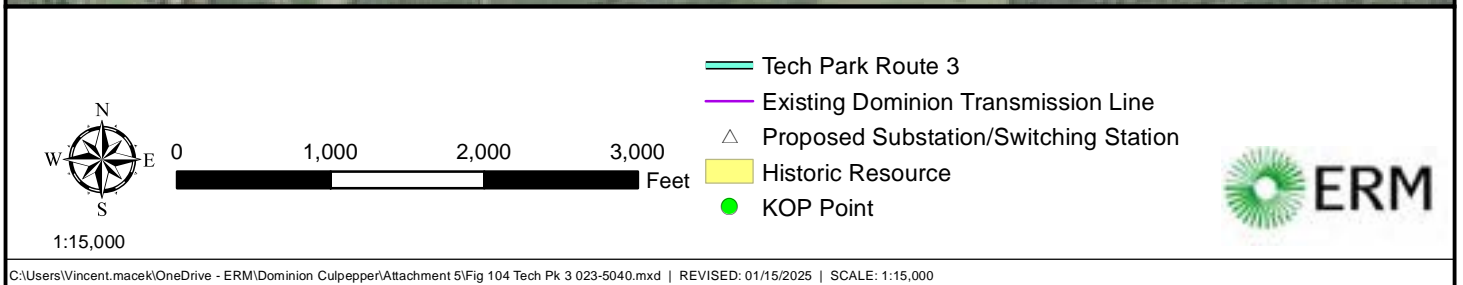 N
W E
S
0 1,000 2,000 3,000
Feet
1:15,000
Tech Park Route 3
Existing Dominion Transmission Line
Proposed Substation/Switching Station
Historic Resource
KOP Point
ERM
C:\Users\Vincent.macek\OneDrive - ERM\Dominion Culpepper\Attachment 5\Fig 104 Tech Pk 3 023-5040.mxd | REVISED: 01/15/2025 | SCALE: 1:15,000